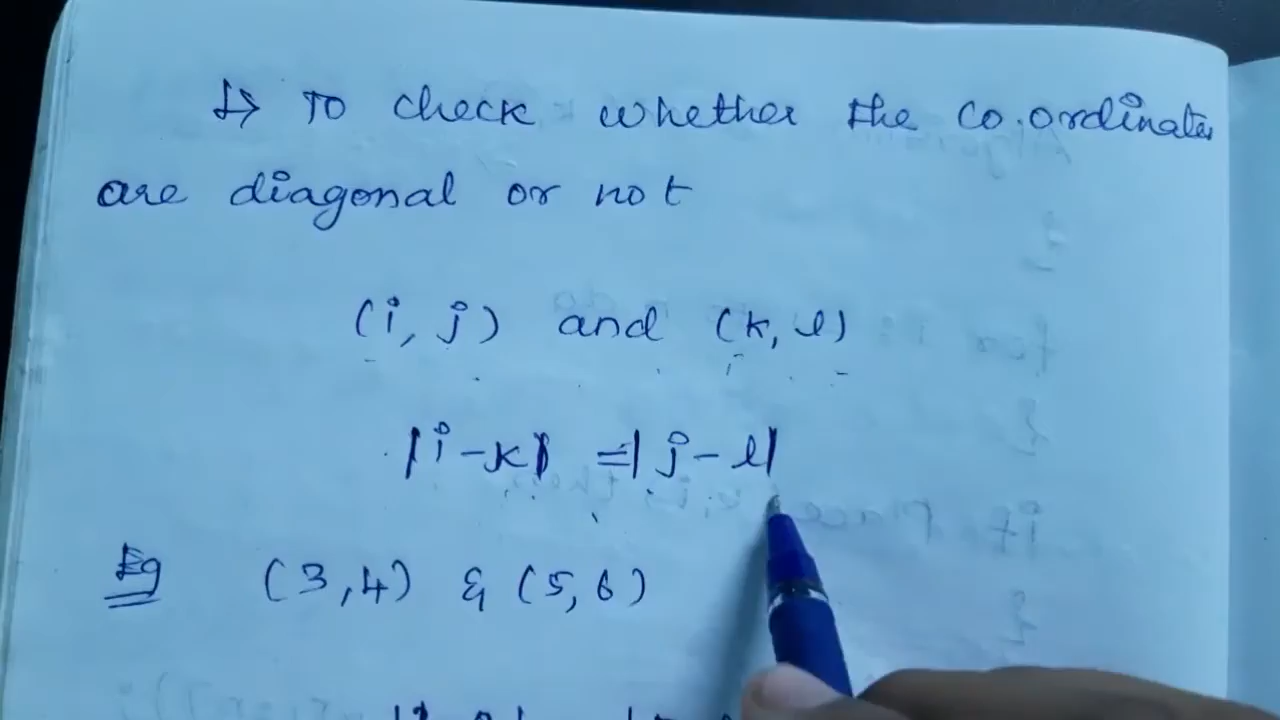 ↳ To check whether the co.ordinates
are diagonal or not
(i, j) and (k, l)
|i-k| = |j-l|
Eg (3,4) & (5,6)